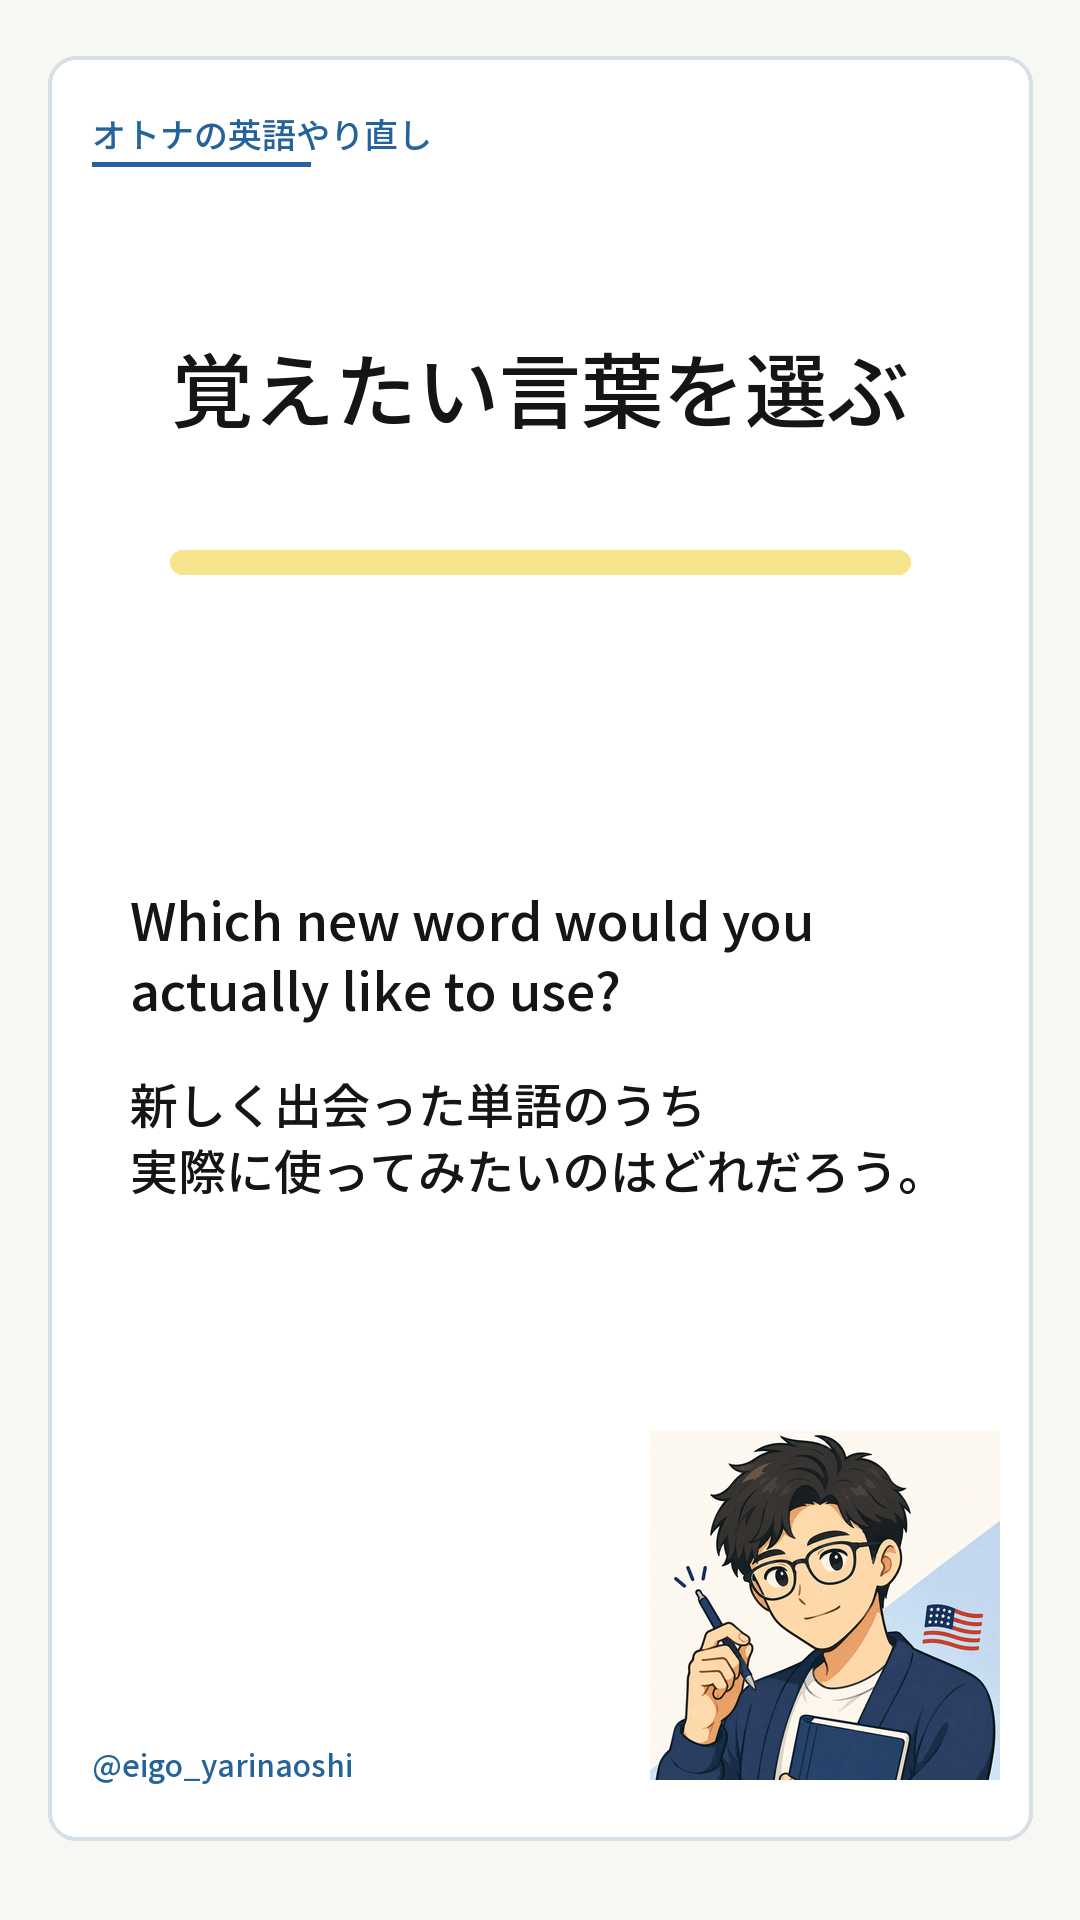 オトナの英語やり直し
覚えたい言葉を選ぶ
Which new word would you
actually like to use?
新しく出会った単語のうち
実際に使ってみたいのはどれだろう。
@eigo_yarinaoshi